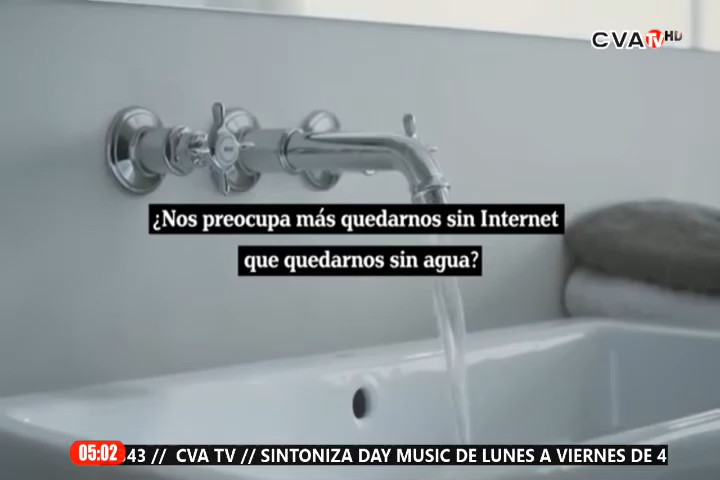 CVA TV HD
¿Nos preocupa más quedarnos sin Internet
que quedarnos sin agua?
05:02 :43 // CVA TV // SINTONIZA DAY MUSIC DE LUNES A VIERNES DE 4